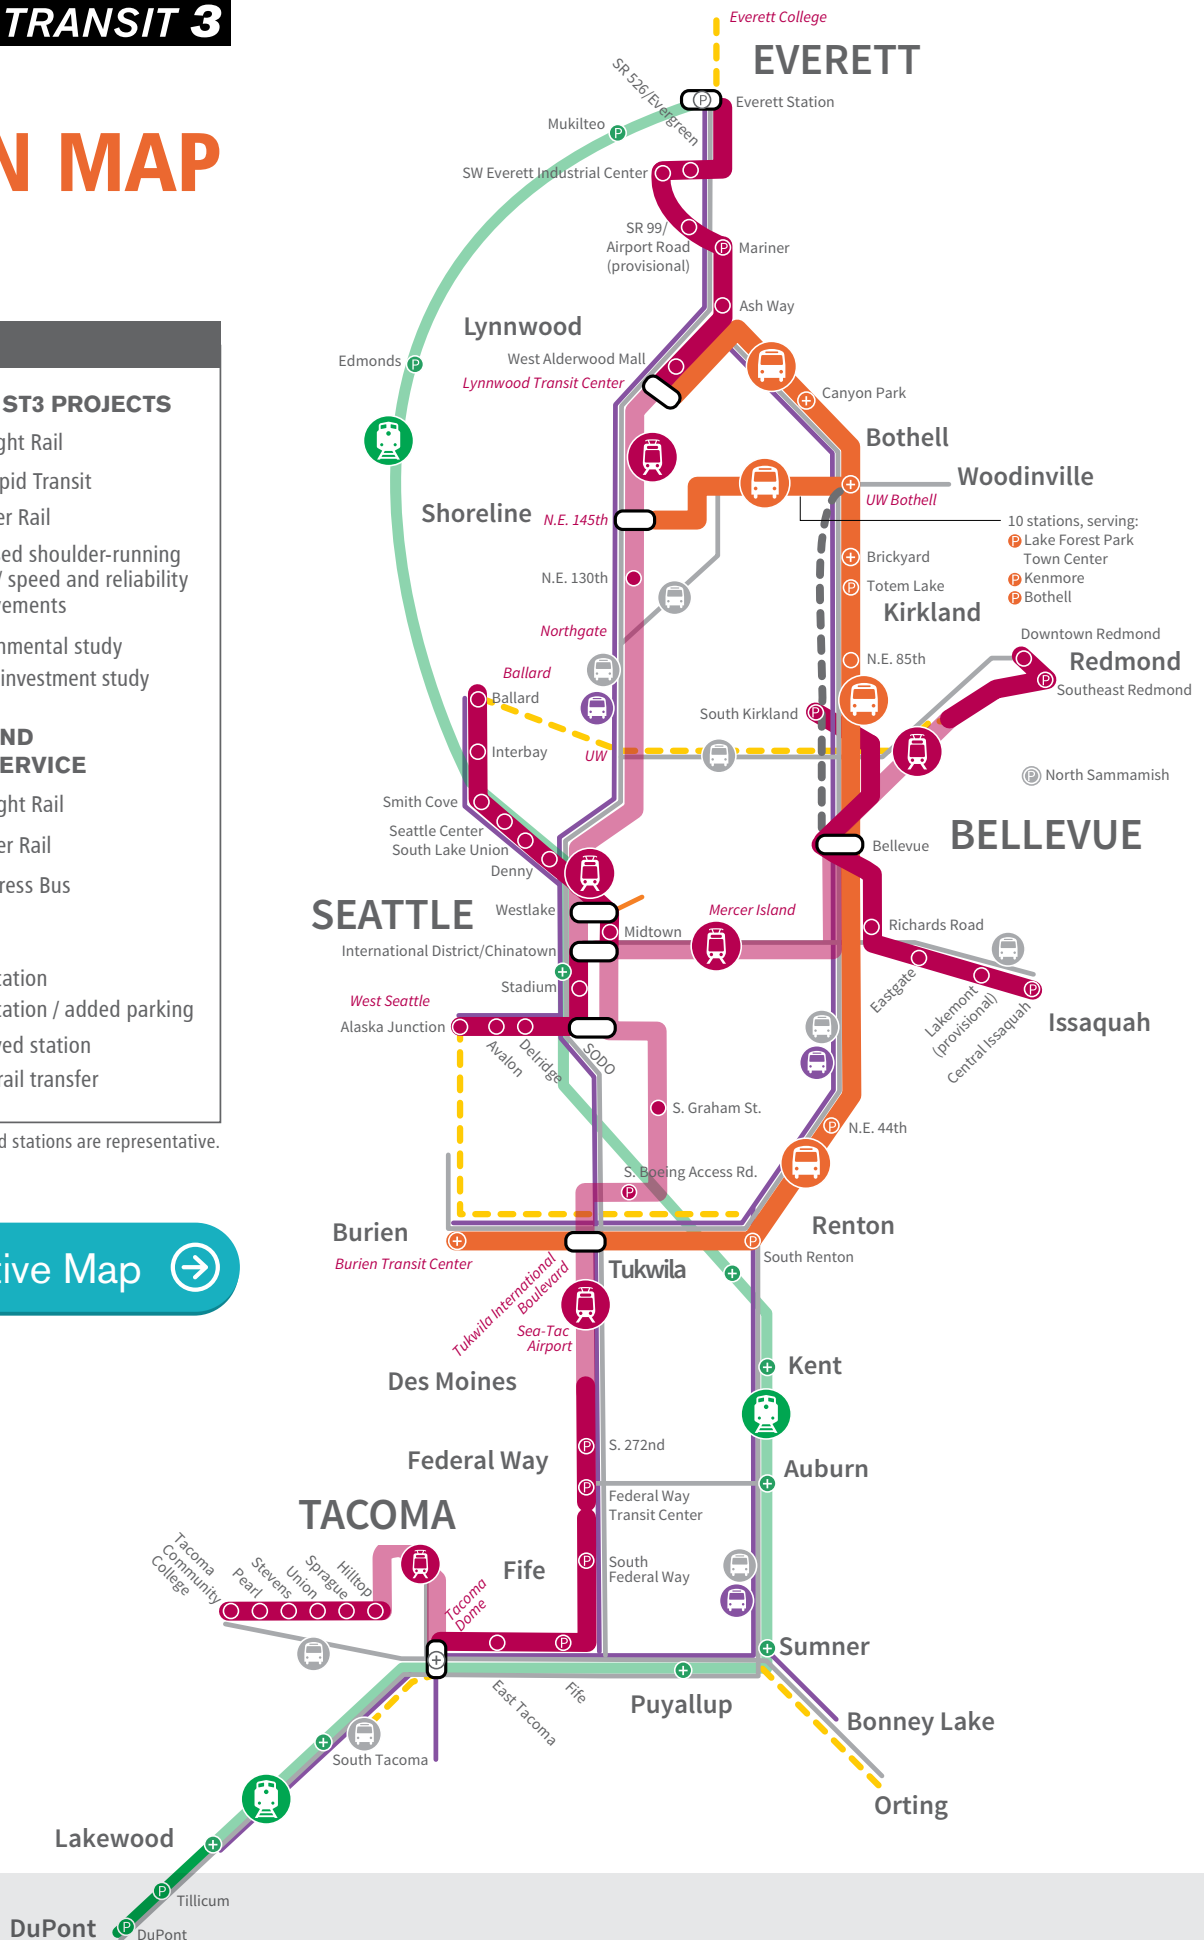 TRANSIT 3
N MAP
ST3 PROJECTS
ght Rail
pid Transit
er Rail
sed shoulder-running
/ speed and reliability
vements
nmental study
investment study
ND
ERVICE
ght Rail
er Rail
ress Bus
tation
tation / added parking
ved station
rail transfer
d stations are representative.
tive Map
Everett College
EVERETT
SR 526/Evergreen
Everett Station
Mukilteo
SW Everett Industrial Center
SR 99/
Airport Road
(provisional)
Mariner
Ash Way
Lynnwood
West Alderwood Mall
Lynnwood Transit Center
Edmonds
Canyon Park
Bothell
Woodinville
UW Bothell
Shoreline
N.E. 145th
10 stations, serving:
P Lake Forest Park
Town Center
P Kenmore
P Bothell
Brickyard
N.E. 130th
Totem Lake
Kirkland
Northgate
Downtown Redmond
Redmond
N.E. 85th
Southeast Redmond
Ballard
Ballard
South Kirkland
Interbay
UW
P North Sammamish
Smith Cove
Seattle Center
South Lake Union
Denny
Bellevue
BELLEVUE
SEATTLE
Westlake
Mercer Island
Midtown
Richards Road
International District/Chinatown
Stadium
Eastgate
Lakemont
(provisional)
Central Issaquah
Issaquah
West Seattle
Alaska Junction
Avalon
Delridge
SODO
S. Graham St.
N.E. 44th
S. Boeing Access Rd.
Burien
Renton
Burien Transit Center
South Renton
Tukwila
Tukwila International
Boulevard
Sea-Tac
Airport
Kent
Des Moines
S. 272nd
Federal Way
Auburn
Federal Way
Transit Center
TACOMA
Fife
South
Federal Way
Tacoma
Community
College
Pearl
Stevens
Union
Sprague
Hilltop
Tacoma
Dome
Sumner
East Tacoma
Fife
Puyallup
Bonney Lake
South Tacoma
Orting
Lakewood
Tillicum
DuPont
DuPont